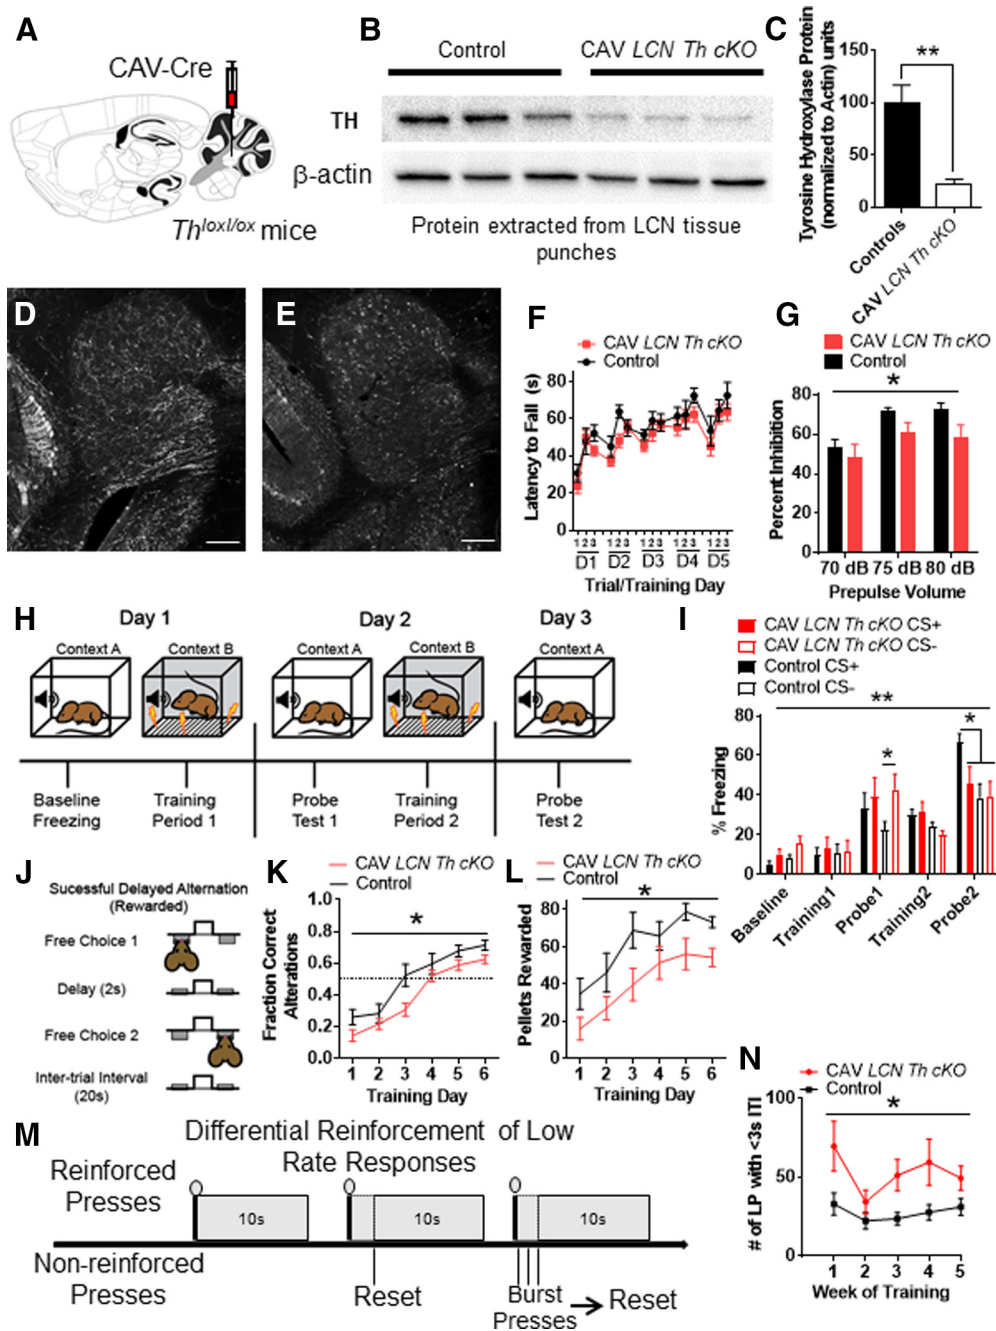 A
CAV-Cre
Thloxl/ox mice
B
Control
CAV LCN Th cKO
TH
β-actin
Protein extracted from LCN tissue
punches
C
Tyrosine Hydroxylase Protein
(normalized to Actin) units
150
100
50
0
**
Controls
CAV LCN Th cKO
D
E
F
CAV LCN Th cKO
Control
Latency to Fall (s)
80
60
40
20
0
1 2 3 1 2 3 1 2 3 1 2 3 1 2 3
D1 D2 D3 D4 D5
Trial/Training Day
G
CAV LCN Th cKO
Control
*
Percent Inhibition
80
60
40
20
0
70 dB 75 dB 80 dB
Prepulse Volume
H
Day 1 Day 2 Day 3
Context A Context B Context A Context B Context A
Baseline Freezing
Training Period 1
Probe Test 1
Training Period 2
Probe Test 2
I
CAV LCN Th cKO CS+
CAV LCN Th cKO CS-
Control CS+
Control CS-
**
*
*
% Freezing
80
60
40
20
0
Baseline Training1 Probe1 Training2 Probe2
J
Sucessful Delayed Alternation
(Rewarded)
Free Choice 1
Delay (2s)
Free Choice 2
Inter-trial Interval
(20s)
K
CAV LCN Th cKO
Control
*
Fraction Correct
Alterations
1.0
0.8
0.6
0.4
0.2
0.0
1 2 3 4 5 6
Training Day
L
CAV LCN Th cKO
Control
*
Pellets Rewarded
80
60
40
20
0
1 2 3 4 5 6
Training Day
M
Differential Reinforcement of Low
Rate Responses
Reinforced
Presses
10s 10s 10s
Non-reinforced
Presses
Reset
Burst
Presses
Reset
N
CAV LCN Th cKO
Control
*
# of LP with <3s ITI
100
50
0
1 2 3 4 5
Week of Training